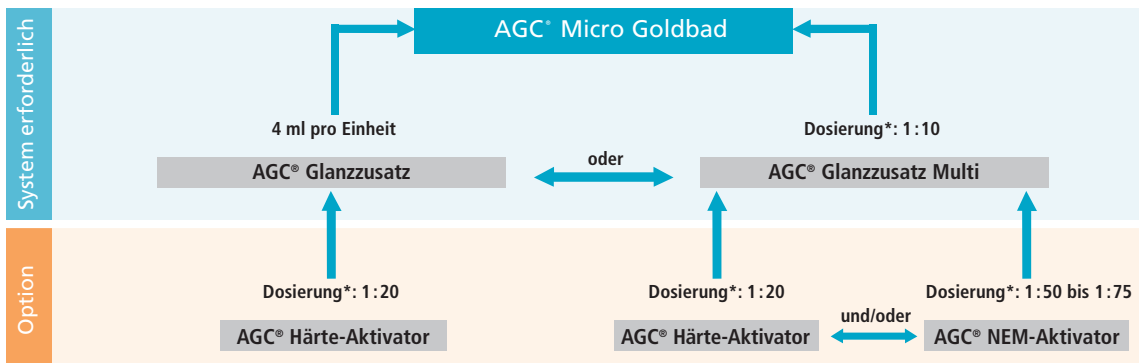 System erforderlich
AGC® Micro Goldbad
4 ml pro Einheit
Dosierung*: 1:10
AGC® Glanzzusatz
oder
AGC® Glanzzusatz Multi
Option
Dosierung*: 1:20
Dosierung*: 1:20
Dosierung*: 1:50 bis 1:75
AGC® Härte-Aktivator
AGC® Härte-Aktivator
und/oder
AGC® NEM-Aktivator